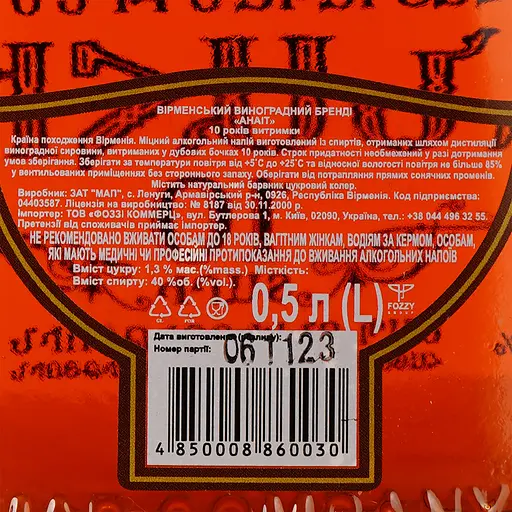 ВІРМЕНСЬКИЙ ВИНОГРАДНИЙ БРЕНДІ
«АНАІТ»
10 років витримки
Країна походження Вірменія. Міцний алкогольний напій виготовлений із спиртів, отриманих шляхом дистиляції
виноградної сировини, витриманих у дубових бочках 10 років. Строк придатності необмежений у разі дотримання
умов зберігання. Зберігати за температури повітря від +5°С до +25°С та відносної вологості повітря не більше 85%
у вентильованих приміщеннях без стороннього запаху. Оберігати від потрапляння прямих сонячних променів.
Містить натуральний барвник цукровий колер.
Виробник: ЗАТ "МАП", с. Ленуги, Армавірський р-н, 0926, Республіка Вірменія. Код підприємства:
04403587. Ліцензія на виробництво: № 8187 від 30.11.2000 р.
Імпортер: ТОВ «ФОЗЗІ КОММЕРЦ», вул. Бутлерова 1, м. Київ, 02090, Україна, тел.: +38 044 496 32 55.
Претензії від споживачів приймає імпортер.
НЕ РЕКОМЕНДОВАНО ВЖИВАТИ ОСОБАМ ДО 18 РОКІВ, ВАГІТНИМ ЖІНКАМ, ВОДІЯМ ЗА КЕРМОМ, ОСОБАМ,
ЯКІ МАЮТЬ МЕДИЧНІ ЧИ ПРОФЕСІЙНІ ПРОТИПОКАЗАННЯ ДО ВЖИВАННЯ АЛКОГОЛЬНИХ НАПОЇВ
Вміст цукру: 1,3 % мас.(%mass.) Місткість:
Вміст спирту: 40 %об. (%vol.).
0,5 л (L)
FOZZY
GROUP
Дата виготовлення
Номер партії:
061123
4 850008 860030